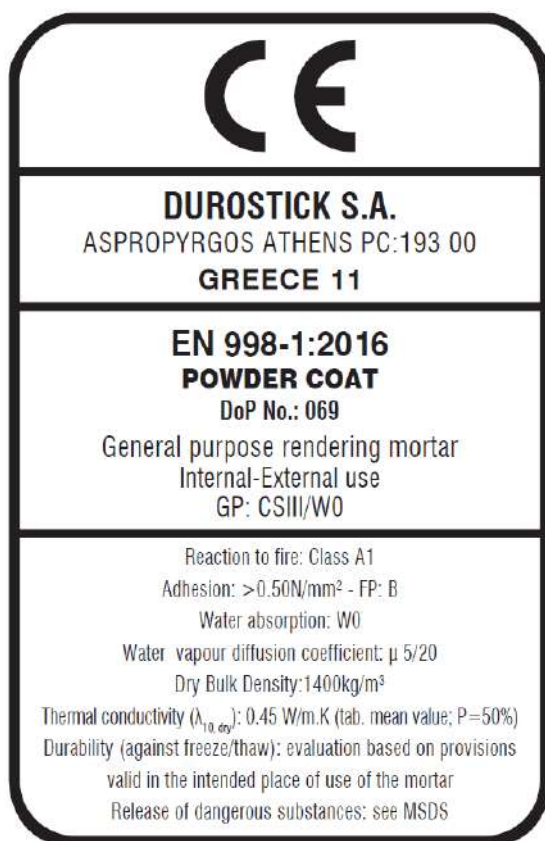 CE
DUROSTICK S.A.
ASPROPYRGOS ATHENS PC:193 00
GREECE 11
EN 998-1:2016
POWDER COAT
DoP No.: 069
General purpose rendering mortar
Internal-External use
GP: CSIII/W0
Reaction to fire: Class A1
Adhesion: >0.50N/mm² - FP: B
Water absorption: W0
Water vapour diffusion coefficient: μ 5/20
Dry Bulk Density:1400kg/m³
Thermal conductivity (λ10, dry): 0.45 W/m.K (tab. mean value; P=50%)
Durability (against freeze/thaw): evaluation based on provisions
valid in the intended place of use of the mortar
Release of dangerous substances: see MSDS